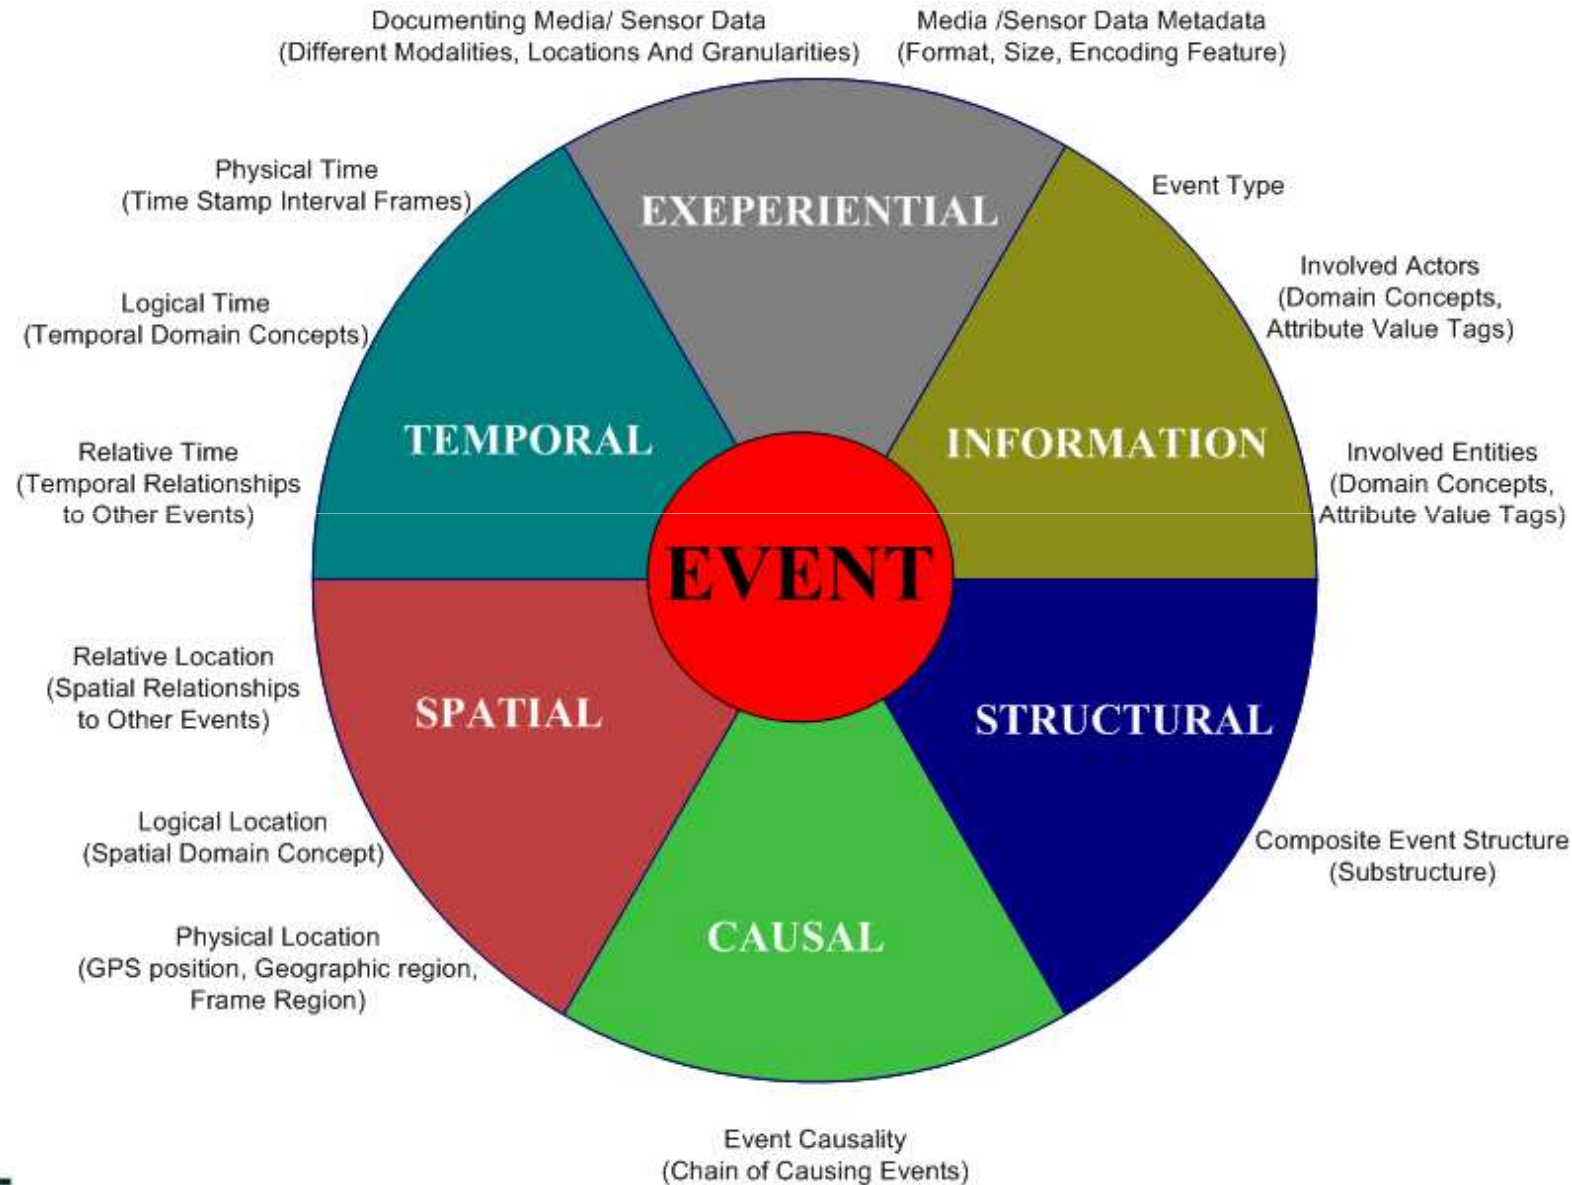 Documenting Media/ Sensor Data
(Different Modalities, Locations And Granularities)
Media /Sensor Data Metadata
(Format, Size, Encoding Feature)
Physical Time
(Time Stamp Interval Frames)
Logical Time
(Temporal Domain Concepts)
Relative Time
(Temporal Relationships
to Other Events)
Relative Location
(Spatial Relationships
to Other Events)
Logical Location
(Spatial Domain Concept)
Physical Location
(GPS position, Geographic region,
Frame Region)
EXEPERIENTIAL
TEMPORAL
INFORMATION
EVENT
SPATIAL
STRUCTURAL
CAUSAL
Event Type
Involved Actors
(Domain Concepts,
Attribute Value Tags)
Involved Entities
(Domain Concepts,
Attribute Value Tags)
Composite Event Structure
(Substructure)
Event Causality
(Chain of Causing Events)